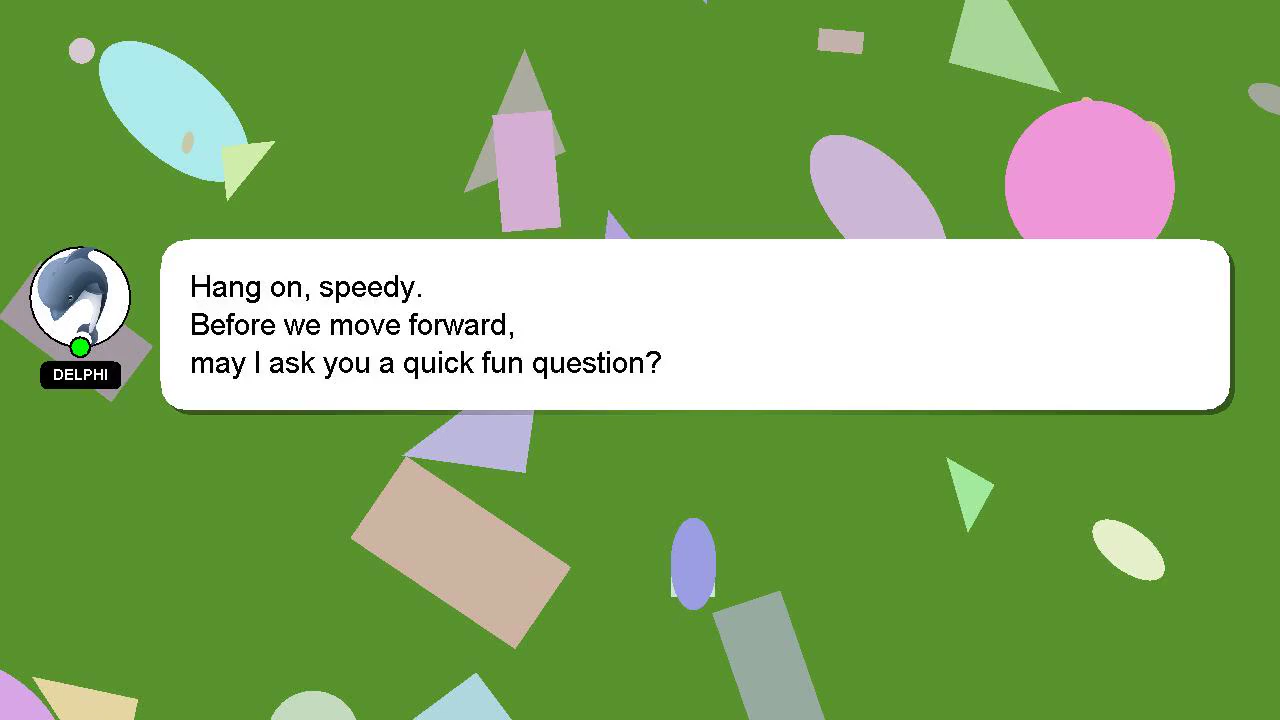 Hang on, speedy.
Before we move forward,
may I ask you a quick fun question?
DELPHI